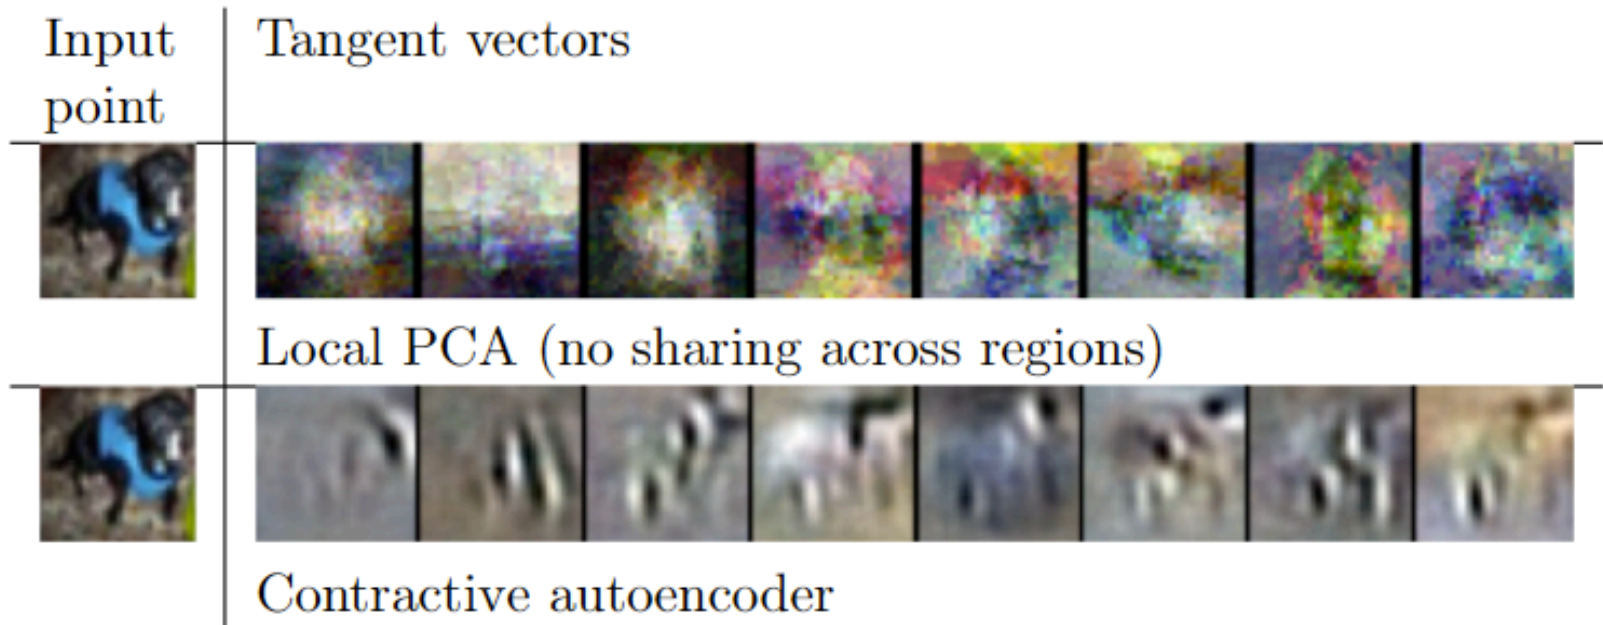 Input
point
Tangent vectors
Local PCA (no sharing across regions)
Contractive autoencoder